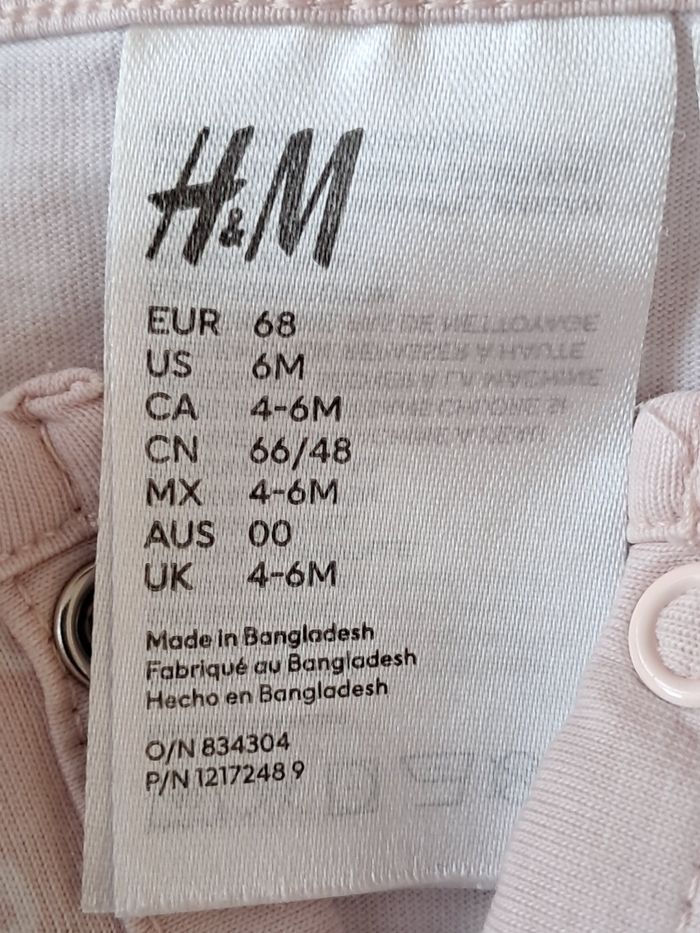 H&M
EUR 68
US 6M
CA 4-6M
CN 66/48
MX 4-6M
AUS 00
UK 4-6M
Made in Bangladesh
Fabriqué au Bangladesh
Hecho en Bangladesh
O/N 834304
P/N 1217248 9